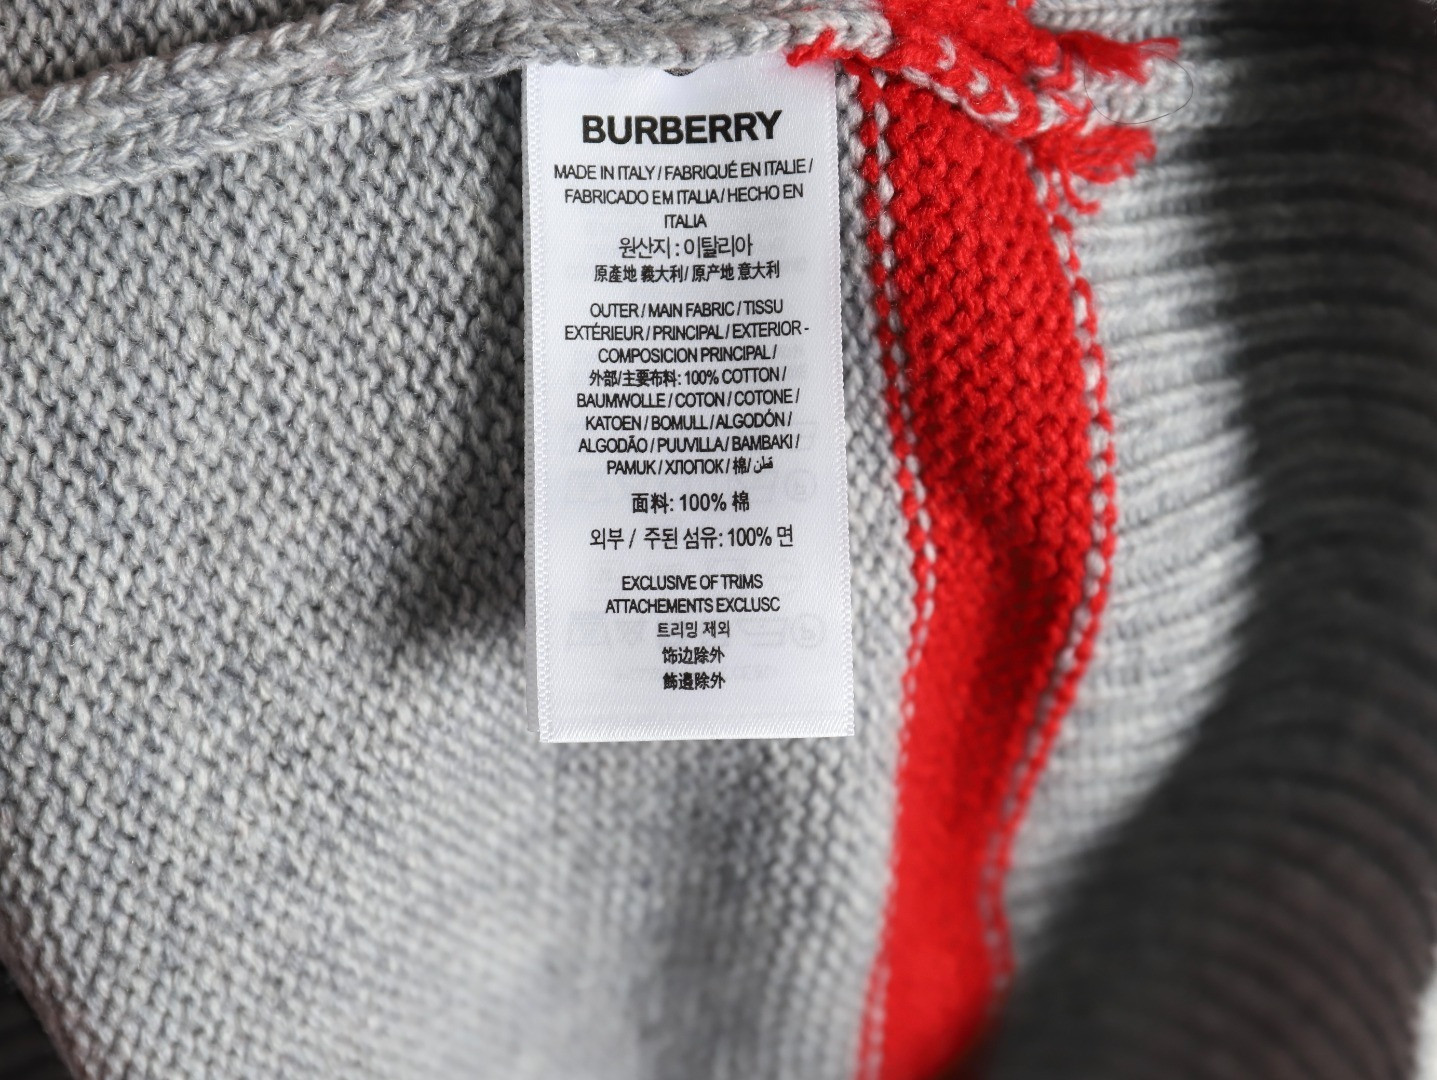 BURBERRY
MADE IN ITALY / FABRIQUÉ EN ITALIE /
FABRICADO EM ITALIA / HECHO EN
ITALIA
원산지 : 이탈리아
原產地 義大利/ 原产地 意大利
OUTER / MAIN FABRIC / TISSU
EXTÉRIEUR / PRINCIPAL / EXTERIOR -
COMPOSICION PRINCIPAL /
外部/主要布料: 100% COTTON /
BAUMWOLLE / COTON / COTONE /
KATOEN / BOMULL / ALGODÓN /
ALGODÃO / PUUVILLA / BAMBAKI /
PAMUK / ХЛОПОК / 棉/ قطن
面料: 100% 棉
외부 / 주된 섬유: 100% 면
EXCLUSIVE OF TRIMS
ATTACHEMENTS EXCLUSC
트리밍 제외
饰边除外
飾邊除外